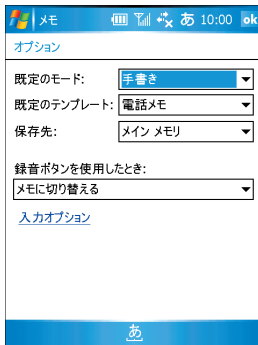 メモ あ 10:00 ok
オプション
既定のモード: 手書き
既定のテンプレート: 電話メモ
保存先: メイン メモリ
録音ボタンを使用したとき:
メモに切り替える
入力オプション
あ